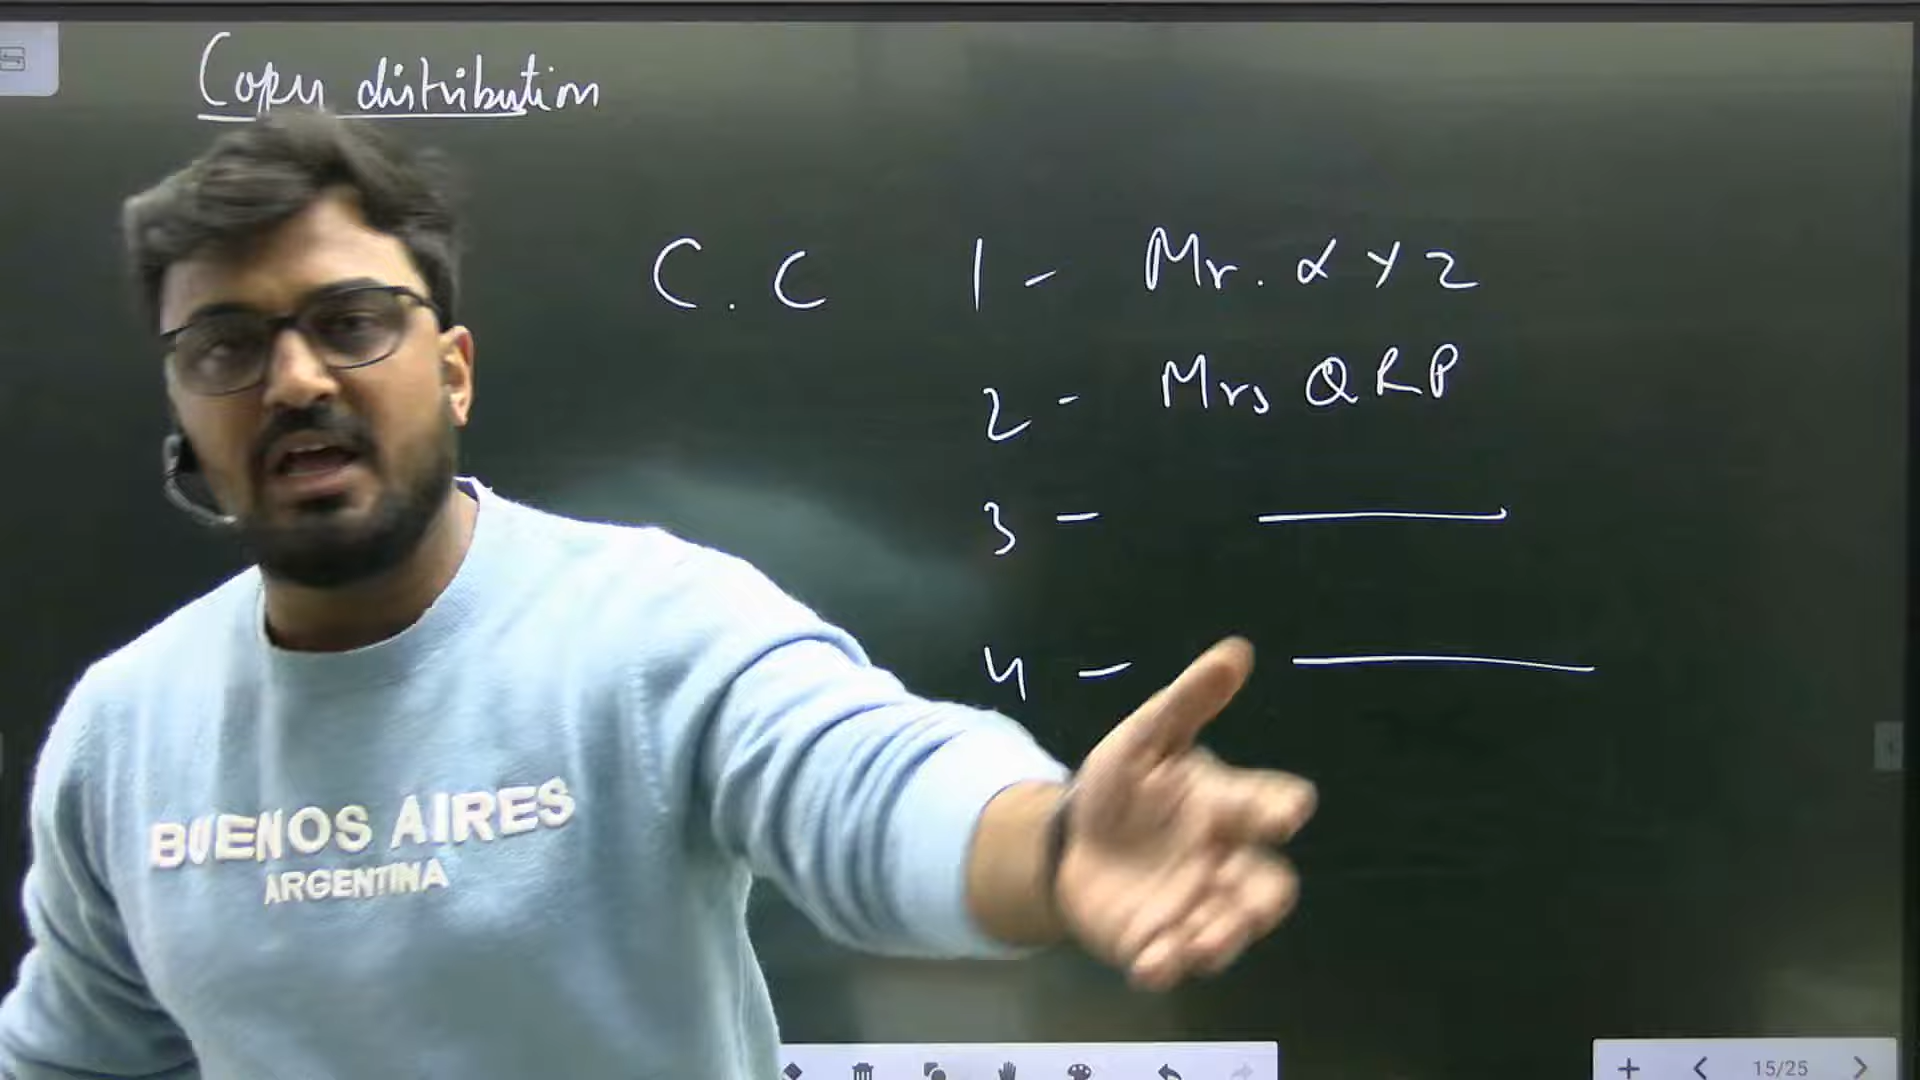 Copy distribution
C.C 1 - Mr. XYZ
2 - Mrs QRP
3 -
4 -
BUENOS AIRES
ARGENTINA
15/25